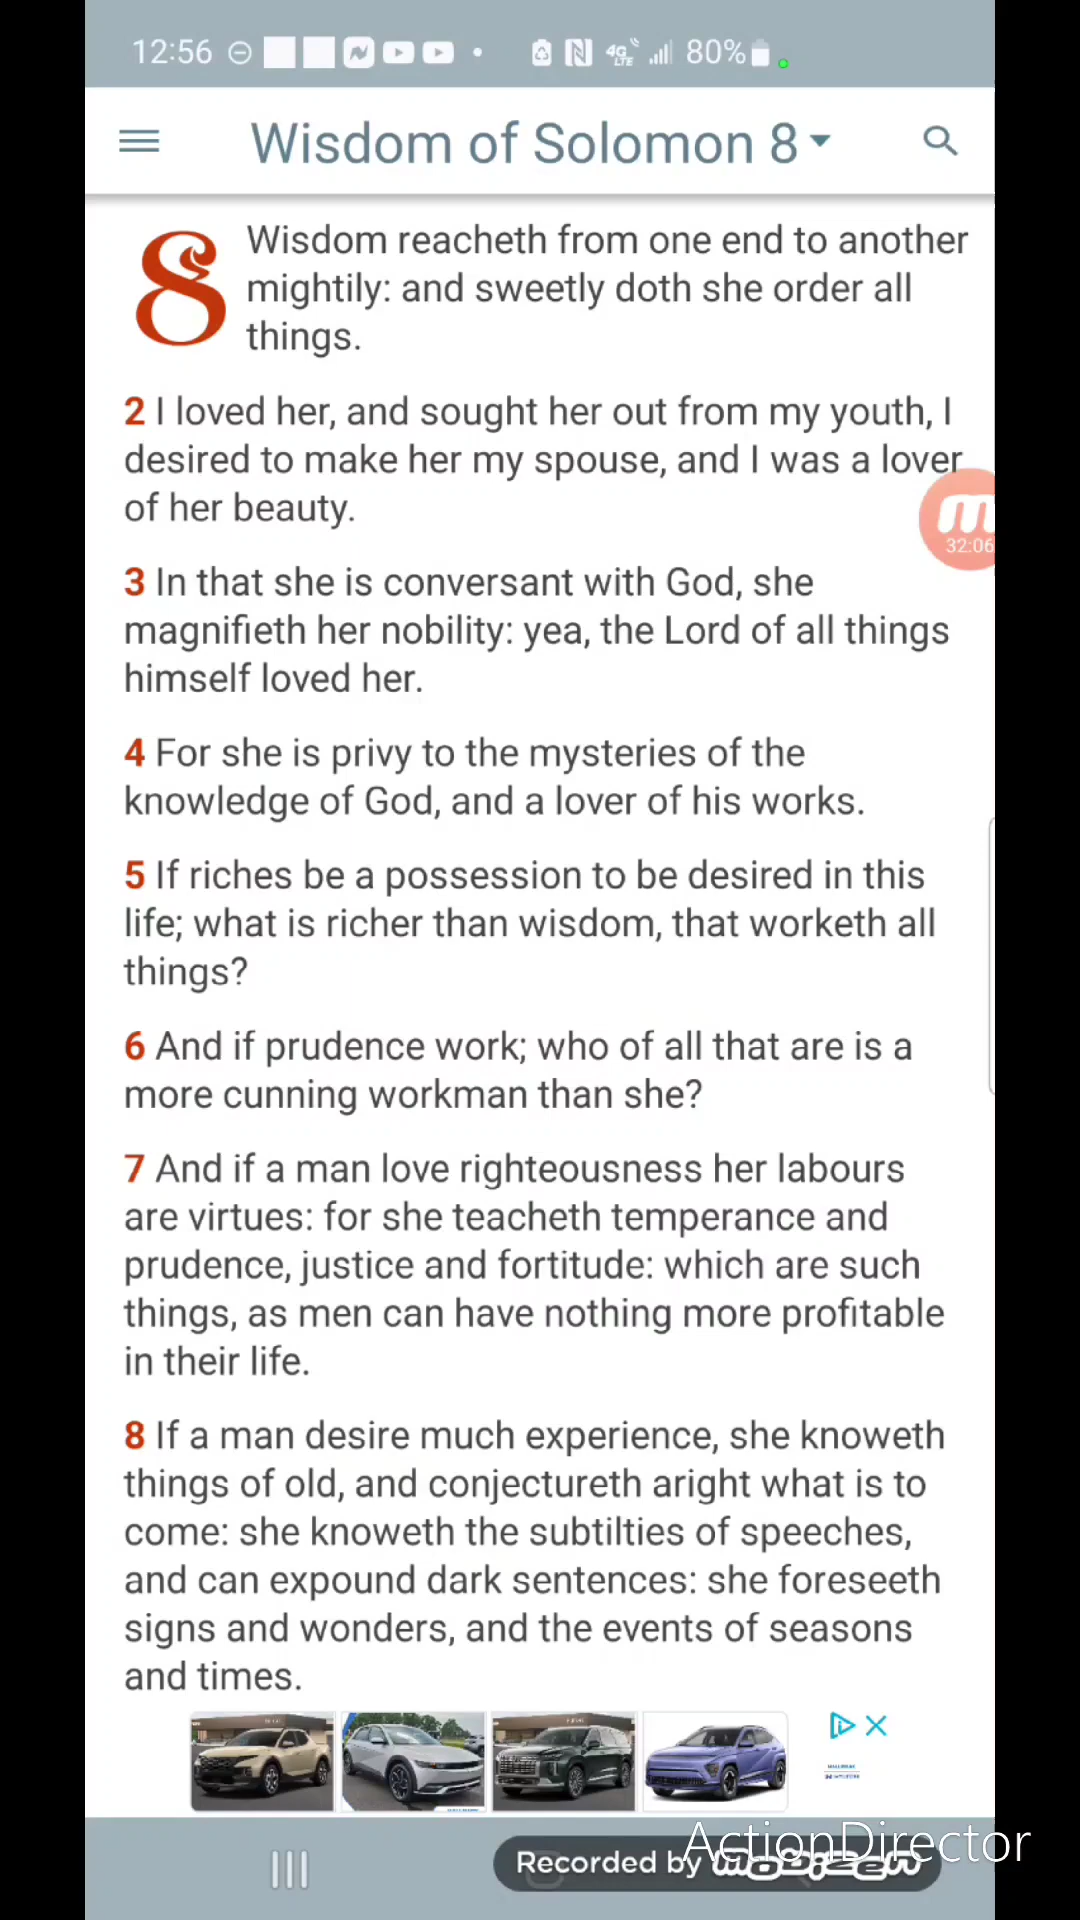 12:56 4G LTE 80%
Wisdom of Solomon 8
8 Wisdom reacheth from one end to another
mightily: and sweetly doth she order all
things.
2 I loved her, and sought her out from my youth, I
desired to make her my spouse, and I was a lover
of her beauty.
32:06
3 In that she is conversant with God, she
magnifieth her nobility: yea, the Lord of all things
himself loved her.
4 For she is privy to the mysteries of the
knowledge of God, and a lover of his works.
5 If riches be a possession to be desired in this
life; what is richer than wisdom, that worketh all
things?
6 And if prudence work; who of all that are is a
more cunning workman than she?
7 And if a man love righteousness her labours
are virtues: for she teacheth temperance and
prudence, justice and fortitude: which are such
things, as men can have nothing more profitable
in their life.
8 If a man desire much experience, she knoweth
things of old, and conjectureth aright what is to
come: she knoweth the subtilties of speeches,
and can expound dark sentences: she foreseeth
signs and wonders, and the events of seasons
and times.
ActionDirector
Recorded by mobizen